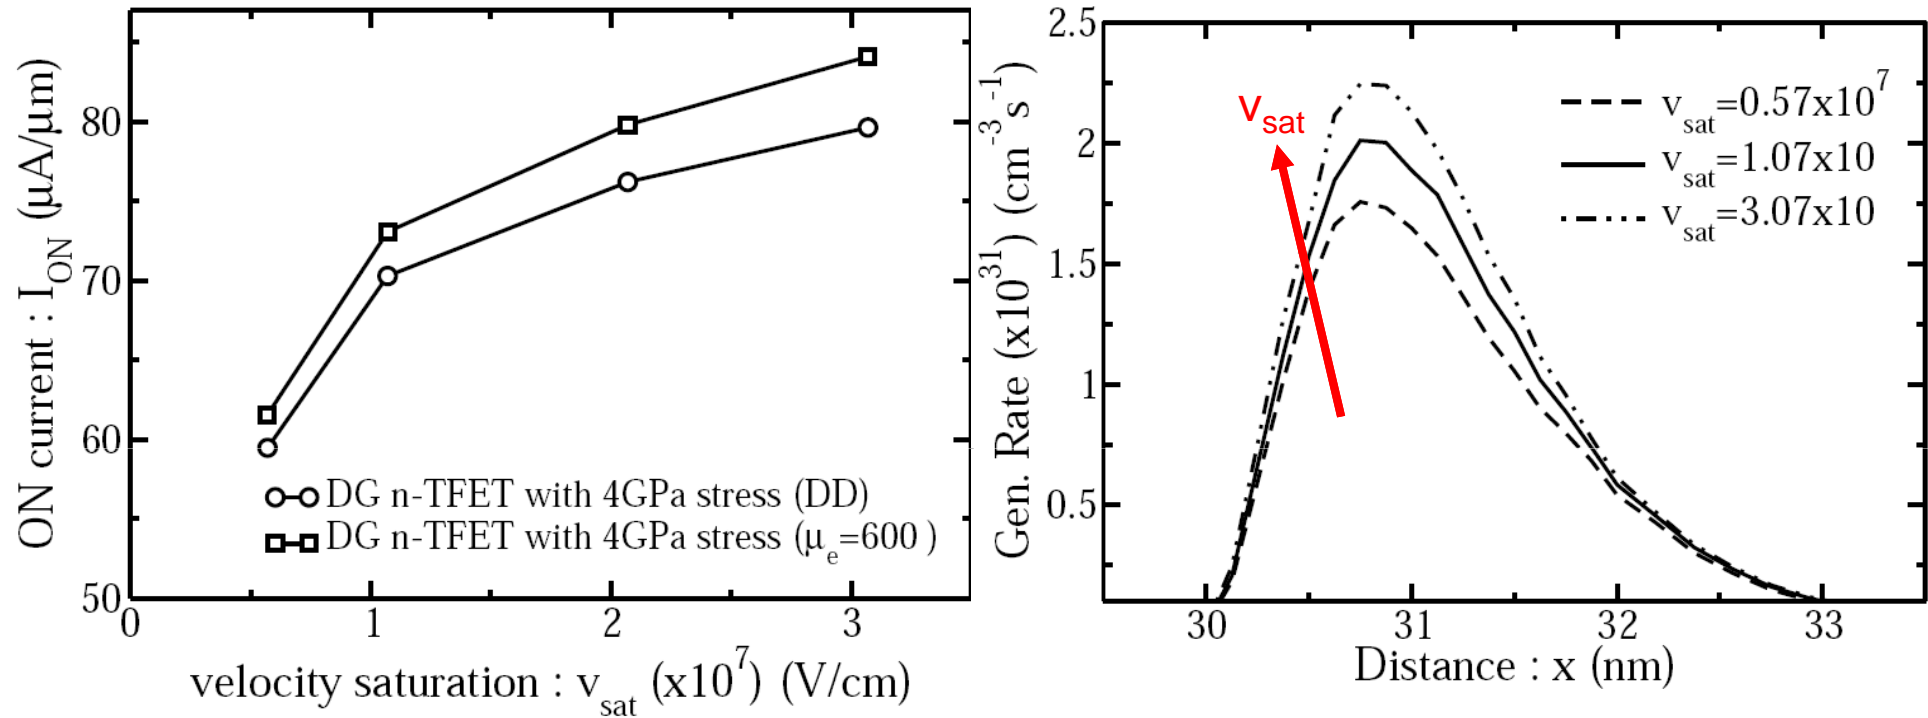 ON current : I_ON (μA/μm)
80
70
60
50
0
1
2
3
velocity saturation : v_sat (x10^7) (V/cm)
DG n-TFET with 4GPa stress (DD)
DG n-TFET with 4GPa stress (μ_e=600 )
Gen. Rate (x10^31) (cm^-3 s^-1)
2.5
2
1.5
1
0.5
30
31
32
33
Distance : x (nm)
v_sat
v_sat=0.57x10^7
v_sat=1.07x10
v_sat=3.07x10